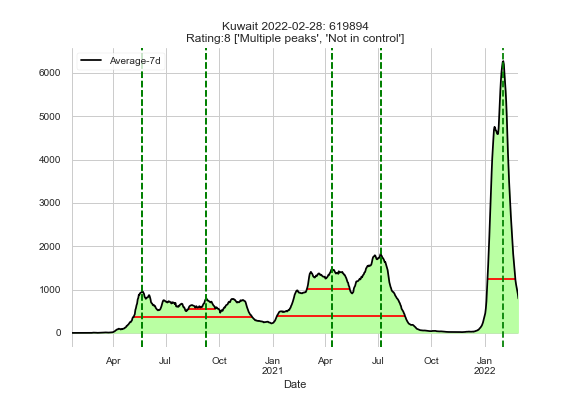 Kuwait 2022-02-28: 619894
Rating:8 ['Multiple peaks', 'Not in control']
Average-7d
6000
5000
4000
3000
2000
1000
0
Apr Jul Oct Jan Apr Jul Oct Jan
2021 2022
Date